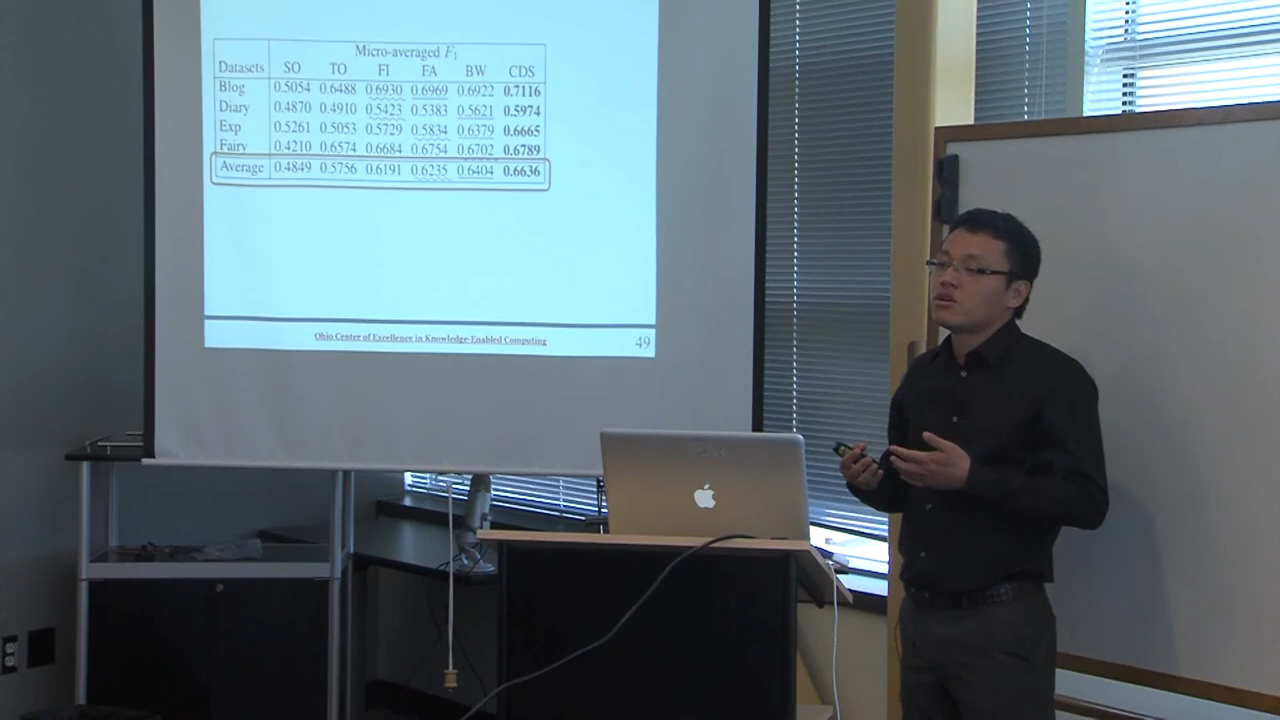 Micro-averaged F1
Datasets SO TO FI FA BW CDS
Blog 0.5054 0.6488 0.6930 0.6969 0.6922 0.7116
Diary 0.4870 0.4910 0.5423 0.5383 0.5621 0.5974
Exp 0.5261 0.5053 0.5729 0.5834 0.6379 0.6665
Fairy 0.4210 0.6574 0.6684 0.6754 0.6702 0.6789
Average 0.4849 0.5756 0.6191 0.6235 0.6404 0.6636
Ohio Center of Excellence in Knowledge-Enabled Computing
49